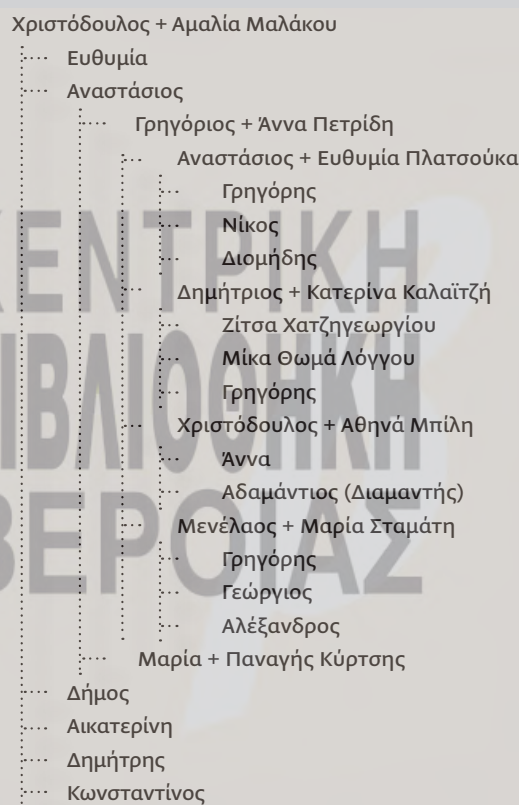 Χριστόδουλος + Αμαλία Μαλάκου
Ευθυμία
Αναστάσιος
Γρηγόριος + Άννα Πετρίδη
Αναστάσιος + Ευθυμία Πλατσούκα
Γρηγόρης
Νίκος
Διομήδης
Δημήτριος + Κατερίνα Καλαϊτζή
Ζίτσα Χατζηγεωργίου
Μίκα Θωμά Λόγγου
Γρηγόρης
Χριστόδουλος + Αθηνά Μπίλη
Άννα
Αδαμάντιος (Διαμαντής)
Μενέλαος + Μαρία Σταμάτη
Γρηγόρης
Γεώργιος
Αλέξανδρος
Μαρία + Παναγής Κύρτσης
Δήμος
Αικατερίνη
Δημήτρης
Κωνσταντίνος
ΚΕΝΤΡΙΚΗ
ΒΙΒΛΙΟΘΗΚΗ
ΒΕΡΟΙΑΣ